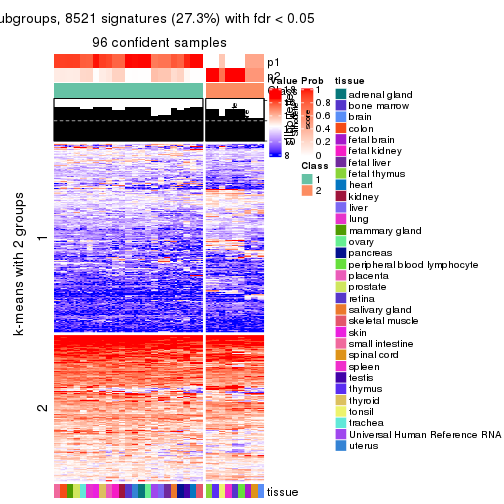 ubgroups, 8521 signatures (27.3%) with fdr < 0.05
96 confident samples
p1
p2
Value
Prob
1
0.8
0.6
0.4
0.2
0
8
Class
1
2
k-means with 2 groups
1
2
tissue
tissue
adrenal gland
bone marrow
brain
colon
fetal brain
fetal kidney
fetal liver
fetal thymus
heart
kidney
liver
lung
mammary gland
ovary
pancreas
peripheral blood lymphocyte
placenta
prostate
retina
salivary gland
skeletal muscle
skin
small intestine
spinal cord
spleen
testis
thymus
thyroid
tonsil
trachea
Universal Human Reference RNA
uterus